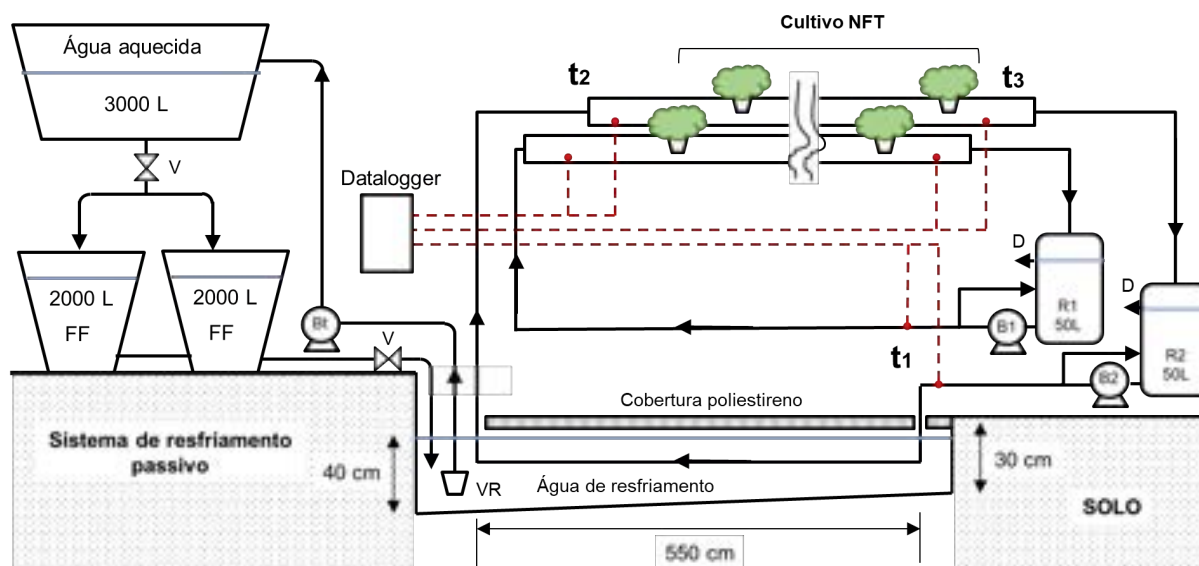 Cultivo NFT
Água aquecida
3000 L
V
t2
t3
Datalogger
2000 L
FF
2000 L
FF
Bt
V
D
R1
50L
B1
D
R2
50L
B2
t1
Cobertura poliestireno
Sistema de resfriamento
passivo
40 cm
VR
Água de resfriamento
30 cm
SOLO
550 cm